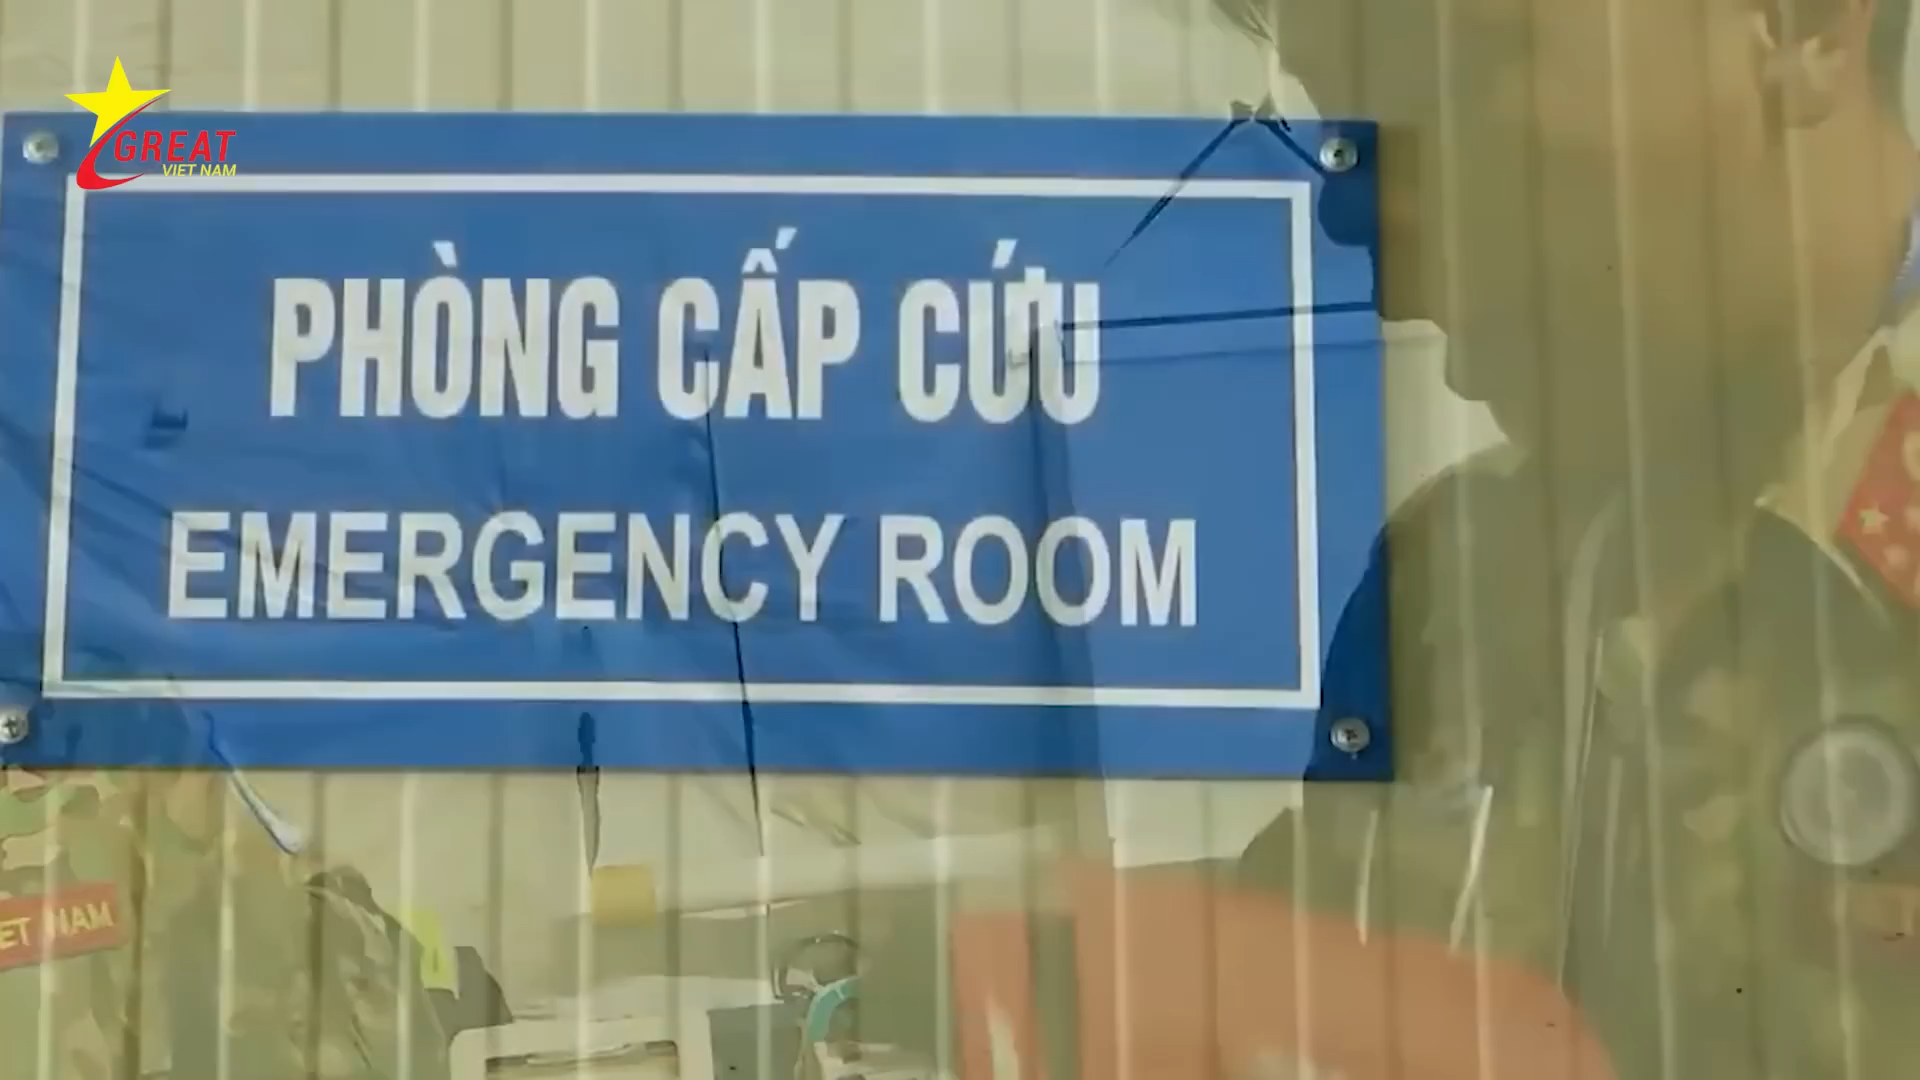 GREAT
VIET NAM
PHÒNG CẤP CỨU
EMERGENCY ROOM
ET NAM